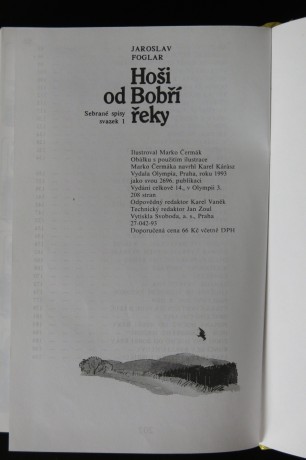 JAROSLAV
FOGLAR
Hoši
od Bobří
řeky
Sebrané spisy
svazek 1
Ilustroval Marko Čermák
Obálku s použitím ilustrace
Marko Čermáka navrhl Karel Kárász
Vydala Olympia, Praha, roku 1993
jako svou 2696. publikaci
Vydání celkově 14., v Olympii 3.
208 stran
Odpovědný redaktor Karel Vaněk
Technický redaktor Jan Zoul
Vytiskla Svoboda, a. s., Praha
27-042-93
Doporučená cena 66 Kč včetně DPH